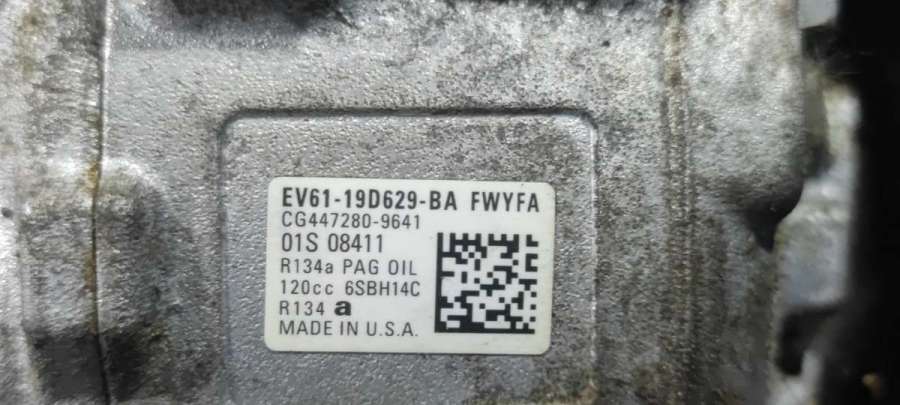 EV61-19D629-BA FWYFA
CG447280-9641
01S 08411
R134a PAG OIL
120cc 6SBH14C
R134 a
MADE IN U.S.A.